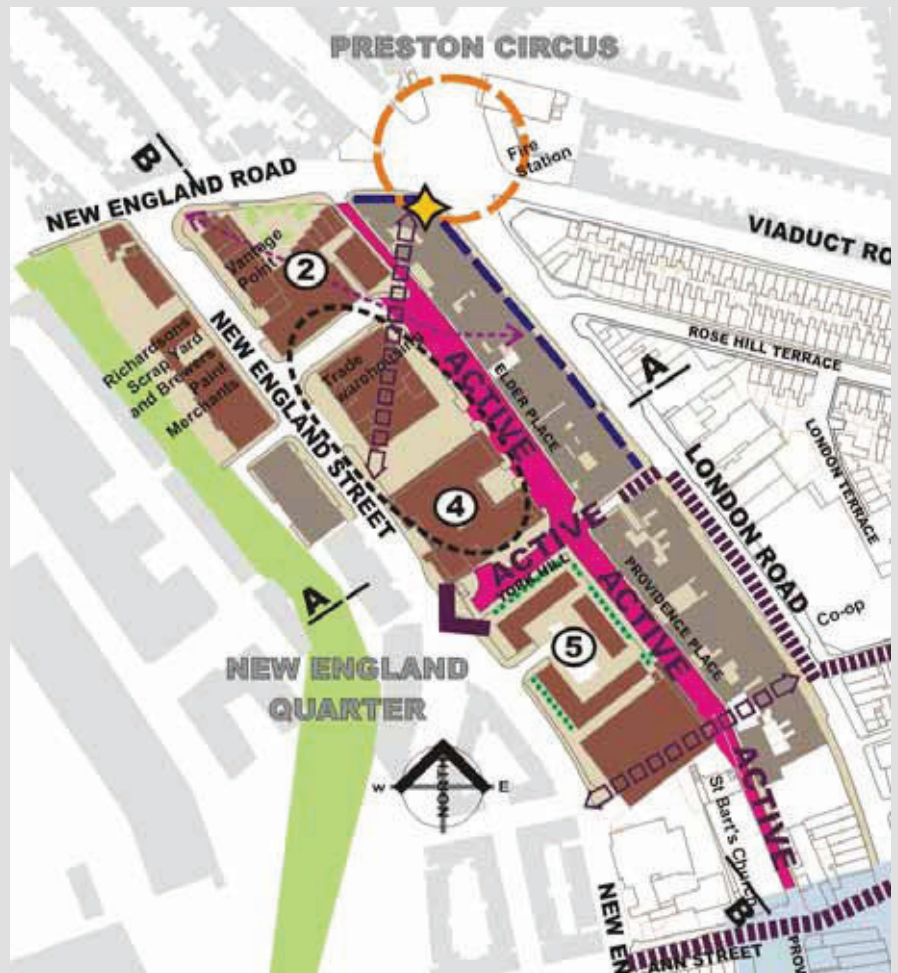 PRESTON CIRCUS
Fire
Station
B
NEW ENGLAND ROAD
VIADUCT RO
Vantage
Point
2
ROSE HILL TERRACE
Richardsons
Scrap Yard
and Brewers
Paint
Merchants
NEW ENGLAND STREET
Trade
warehousing
ACTIVE
ELDER PLACE
A
LONDON ROAD
LONDON TERRACE
4
ACTIVE
YORK HILL
ACTIVE
PROVIDENCE PLACE
Co-op
A
5
NEW ENGLAND
QUARTER
W
NORTH
E
ACTIVE
St Bart's Church
B
NEW EN
ANN STREET
PROV